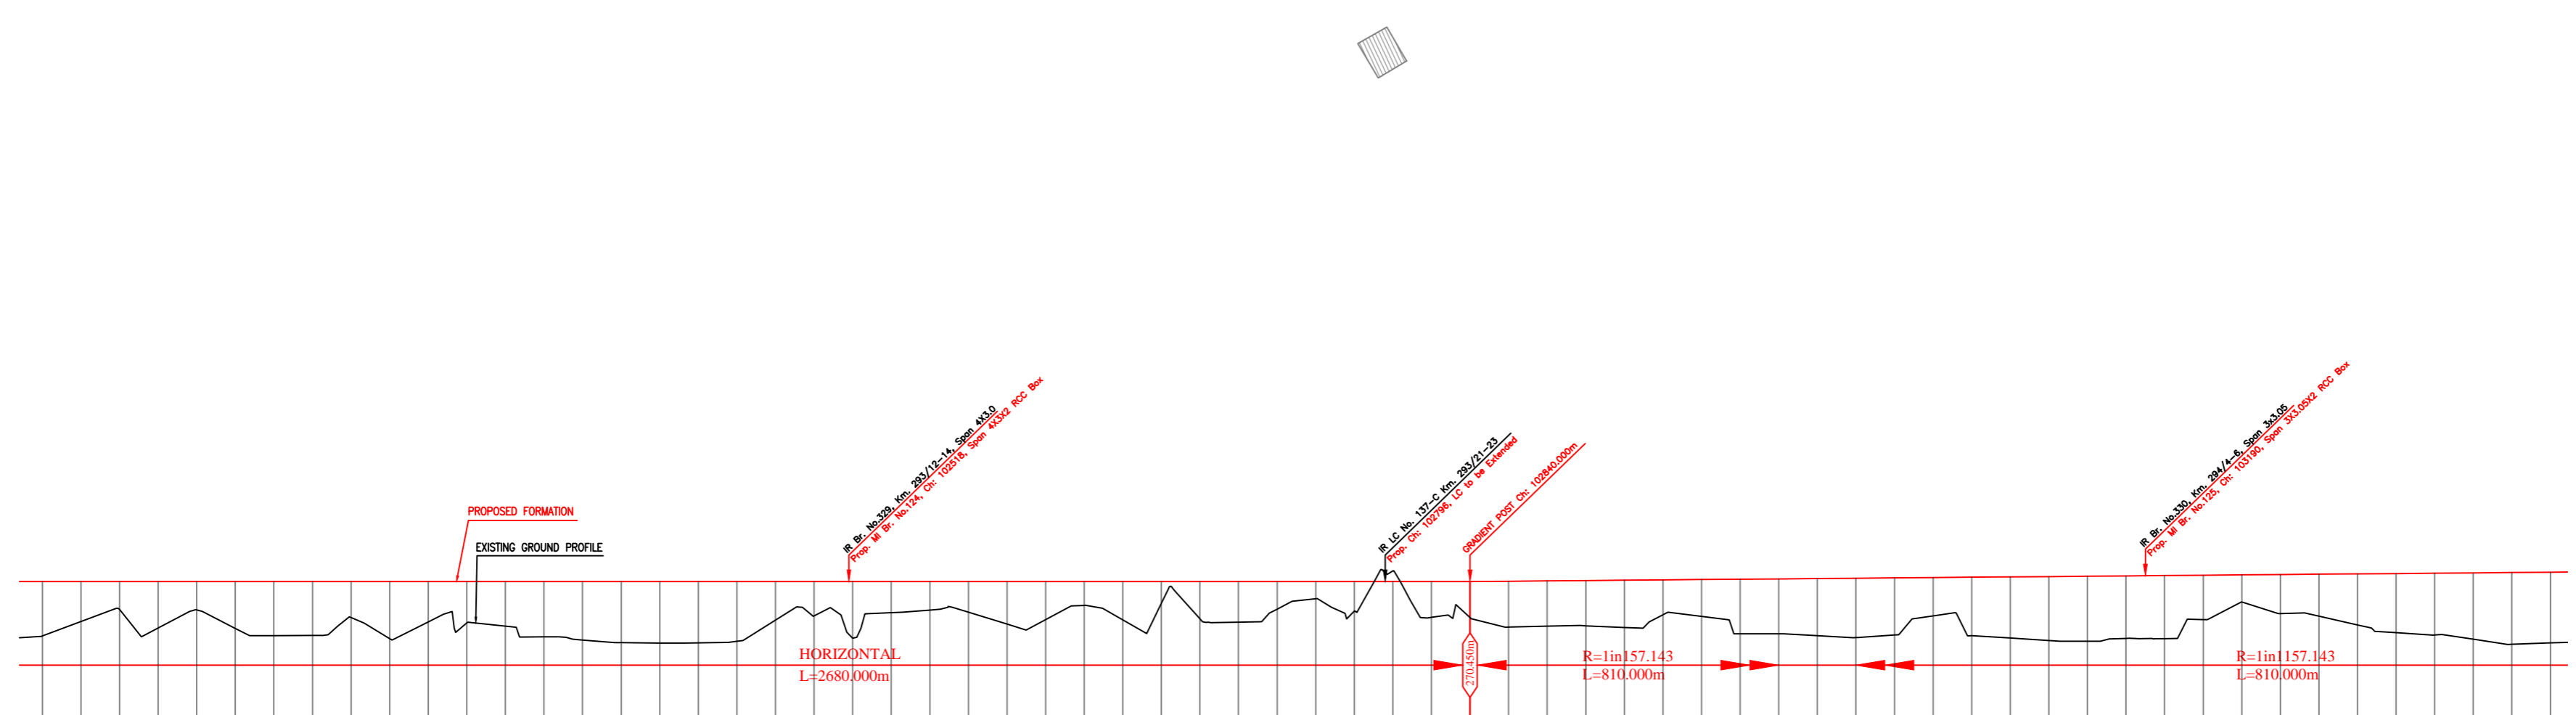 IR Br. No.329, Km. 293/12-14, Span 4X3.0
Prop. MI Br. No.124, Ch: 102518, Span 4X3X2 RCC Box
IR LC No. 137-C Km. 293/21-23
Prop. Ch: 102796, LC to be Extended
GRADIENT POST Ch: 102840.000m
IR Br. No.330, Km. 294/4-6, Span 3x3.05
Prop. MI Br. No.125, Ch: 103190, Span 3X3.05X2 RCC Box
PROPOSED FORMATION
EXISTING GROUND PROFILE
HORIZONTAL
L=2680.000m
270.450m
R=1in157.143
L=810.000m
R=1in1157.143
L=810.000m